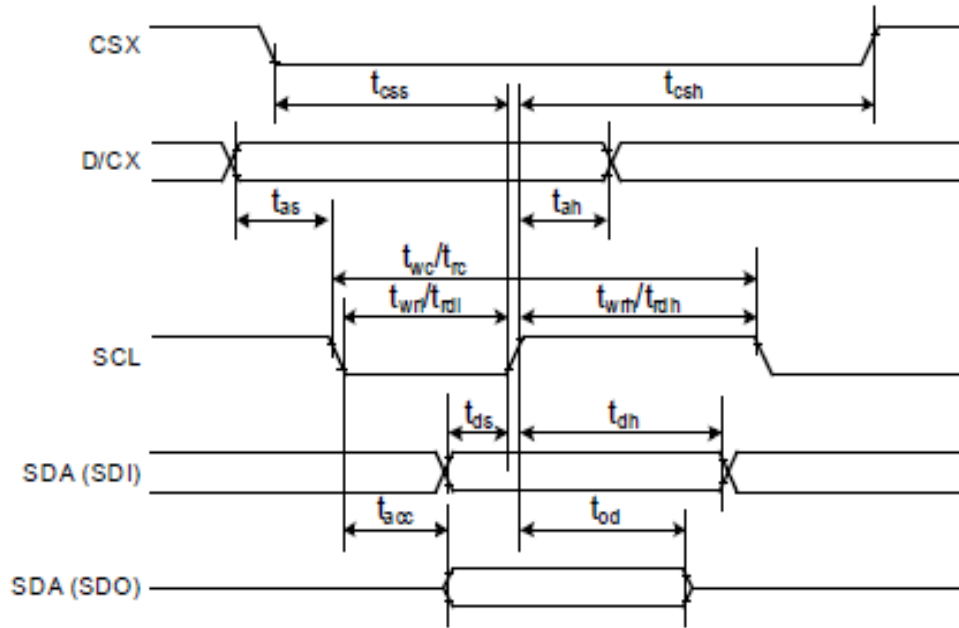 CSX
tcss
tcsh
D/CX
tas
tah
twc/trc
twrl/trdl
twrh/trdh
SCL
tds
tdh
SDA (SDI)
tacc
tod
SDA (SDO)